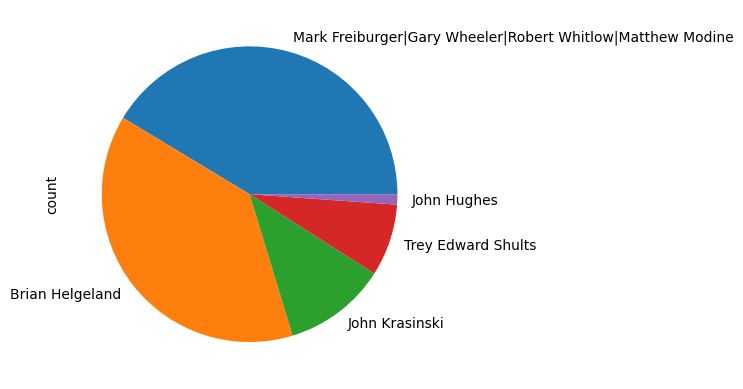 Mark Freiburger|Gary Wheeler|Robert Whitlow|Matthew Modine
count
John Hughes
Trey Edward Shults
Brian Helgeland
John Krasinski